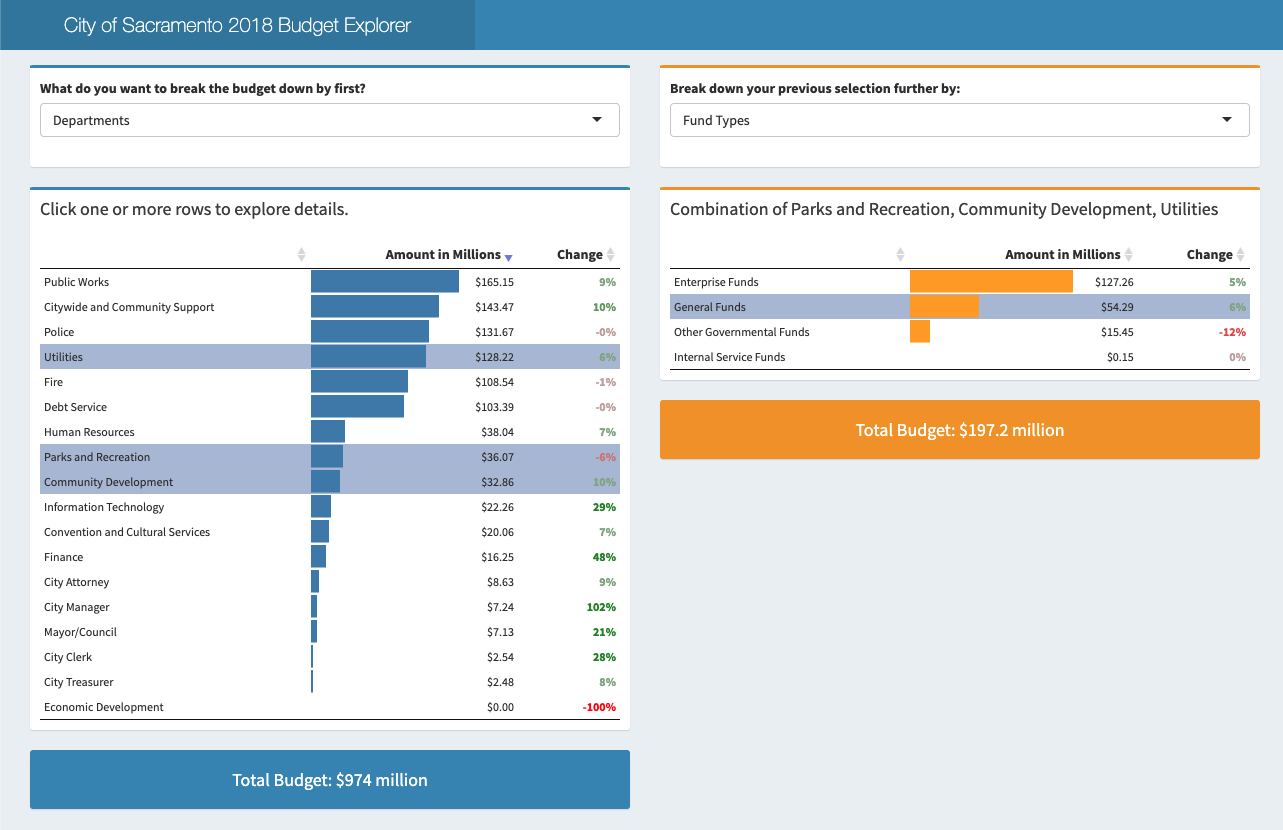 City of Sacramento 2018 Budget Explorer
What do you want to break the budget down by first?
Departments
Break down your previous selection further by:
Fund Types
Click one or more rows to explore details.
Amount in Millions Change
Public Works $165.15 9%
Citywide and Community Support $143.47 10%
Police $131.67 -0%
Utilities $128.22 6%
Fire $108.54 -1%
Debt Service $103.39 -0%
Human Resources $38.04 7%
Parks and Recreation $36.07 -6%
Community Development $32.86 10%
Information Technology $22.26 29%
Convention and Cultural Services $20.06 7%
Finance $16.25 48%
City Attorney $8.63 9%
City Manager $7.24 102%
Mayor/Council $7.13 21%
City Clerk $2.54 28%
City Treasurer $2.48 8%
Economic Development $0.00 -100%
Total Budget: $974 million
Combination of Parks and Recreation, Community Development, Utilities
Amount in Millions Change
Enterprise Funds $127.26 5%
General Funds $54.29 6%
Other Governmental Funds $15.45 -12%
Internal Service Funds $0.15 0%
Total Budget: $197.2 million